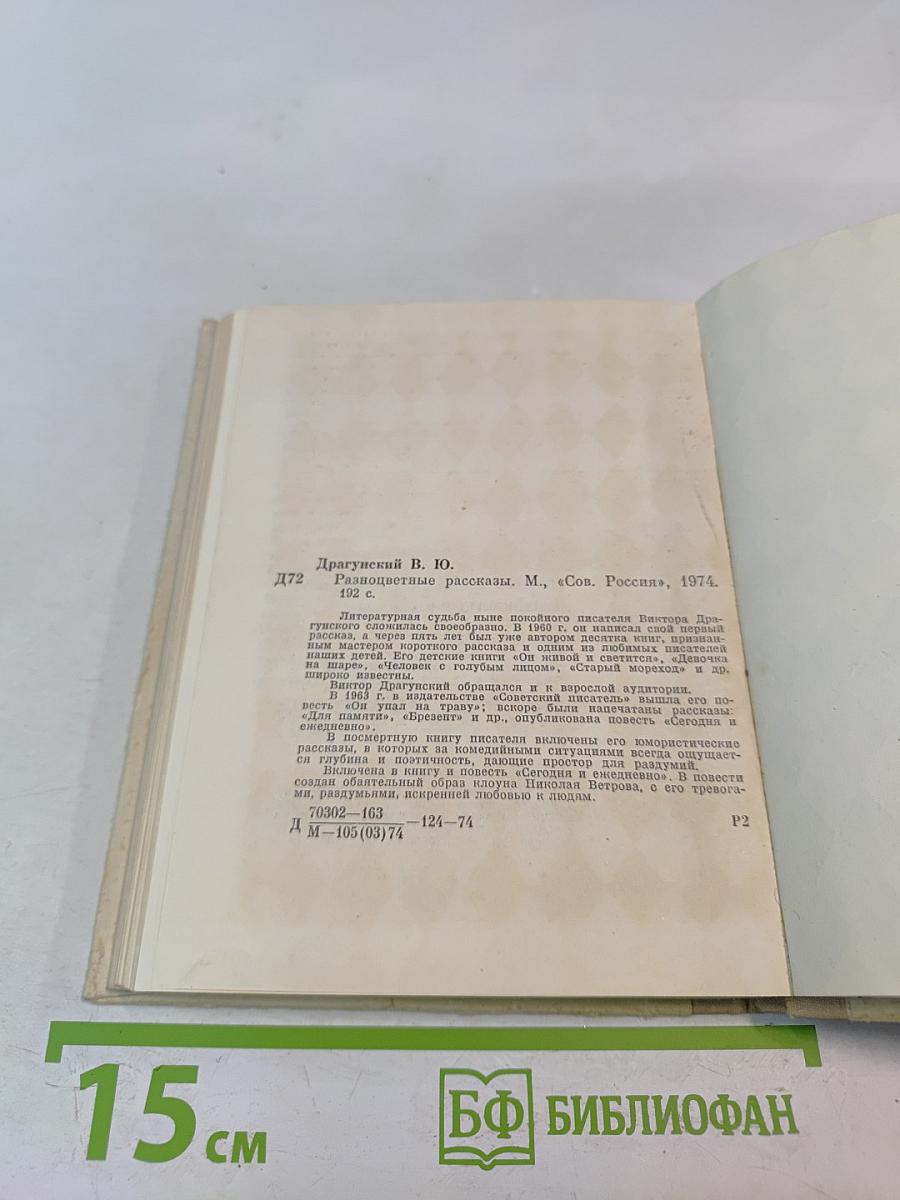 Драгунский В. Ю.
Д72 Разноцветные рассказы. М., «Сов. Россия», 1974.
192 с.
Литературная судьба ныне покойного писателя Виктора Дра-
гунского сложилась своеобразно. В 1960 г. он написал свой первый
рассказ, а через пять лет был уже автором десятка книг, признан-
ным мастером короткого рассказа и одним из любимых писателей
наших детей. Его детские книги «Он живой и светится», «Девочка
на шаре», «Человек с голубым лицом», «Старый мореход» и др.
широко известны.
Виктор Драгунский обращался и к взрослой аудитории.
В 1963 г. в издательстве «Советский писатель» вышла его по-
весть «Он упал на траву»; вскоре были напечатаны рассказы:
«Для памяти», «Брезент» и др., опубликована повесть «Сегодня и
ежедневно».
В посмертную книгу писателя включены его юмористические
рассказы, в которых за комедийными ситуациями всегда ощущает-
ся глубина и поэтичность, дающие простор для раздумий.
Включена в книгу и повесть «Сегодня и ежедневно». В повести
создан обаятельный образ клоуна Николая Ветрова, с его тревога-
ми, раздумьями, искренней любовью к людям.
70302—163
Д —124—74 Р2
М—105(03)74
15 см
БФ БИБЛИОФАН